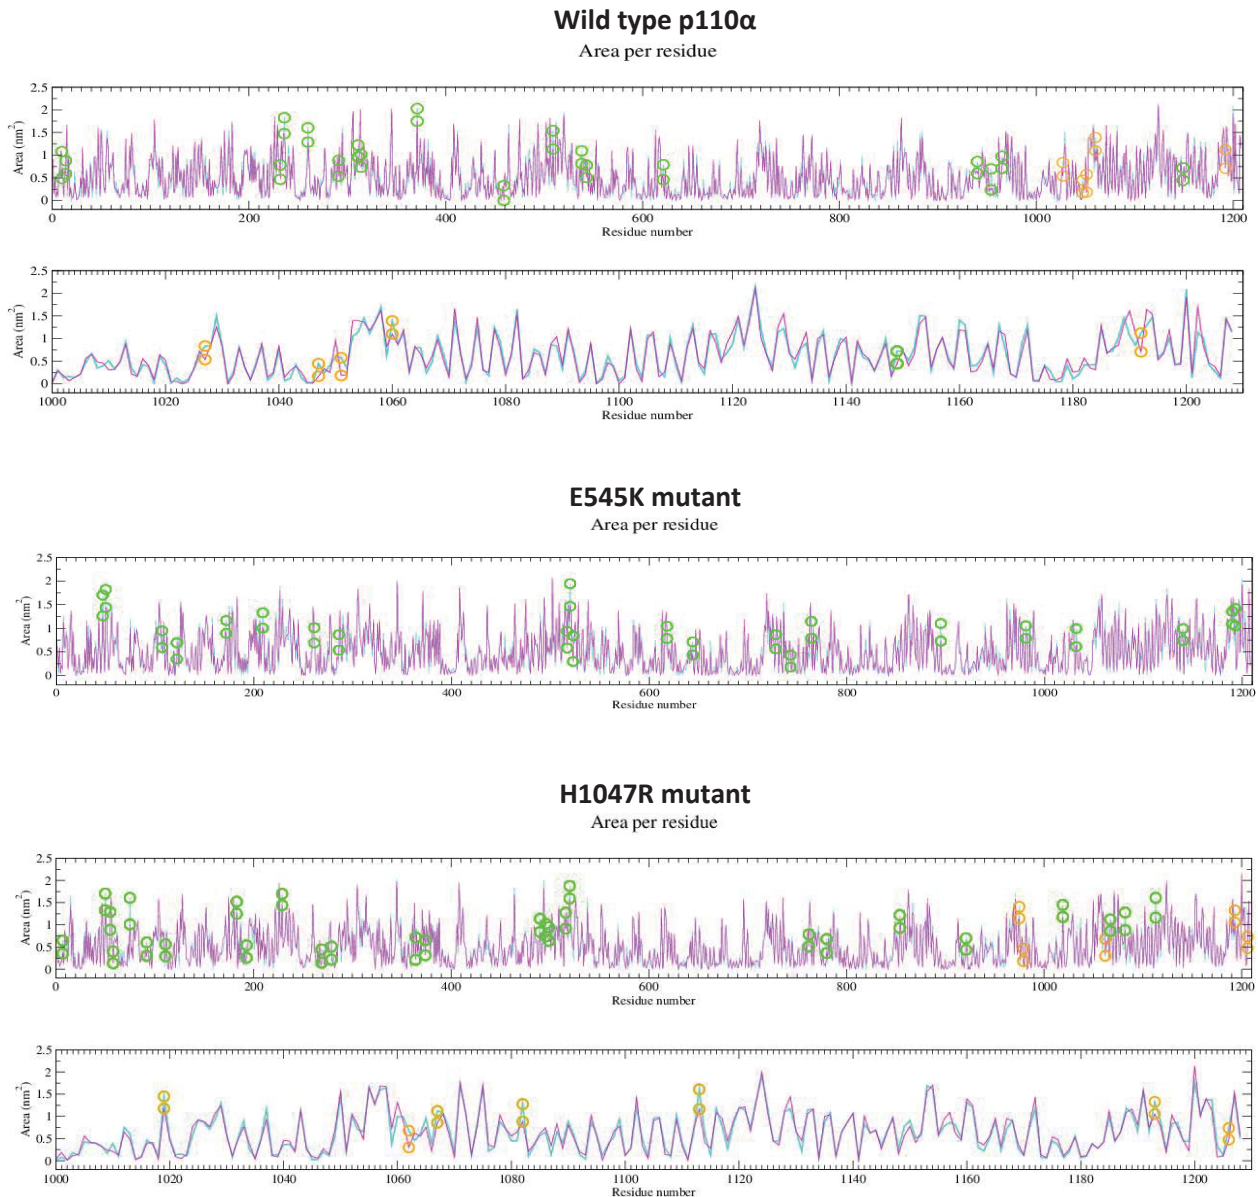 Wild type p110α
Area per residue
2.5
2
1.5
1
0.5
0
Area (nm²)
0 200 400 600 800 1000 1200
Residue number
2.5
2
1.5
1
0.5
0
Area (nm²)
1000 1020 1040 1060 1080 1100 1120 1140 1160 1180 1200
Residue number
E545K mutant
Area per residue
2.5
2
1.5
1
0.5
0
Area (nm²)
0 200 400 600 800 1000 1200
Residue number
H1047R mutant
Area per residue
2.5
2
1.5
1
0.5
0
Area (nm²)
0 200 400 600 800 1000 1200
Residue number
2.5
2
1.5
1
0.5
0
Area (nm²)
1000 1020 1040 1060 1080 1100 1120 1140 1160 1180 1200
Residue number